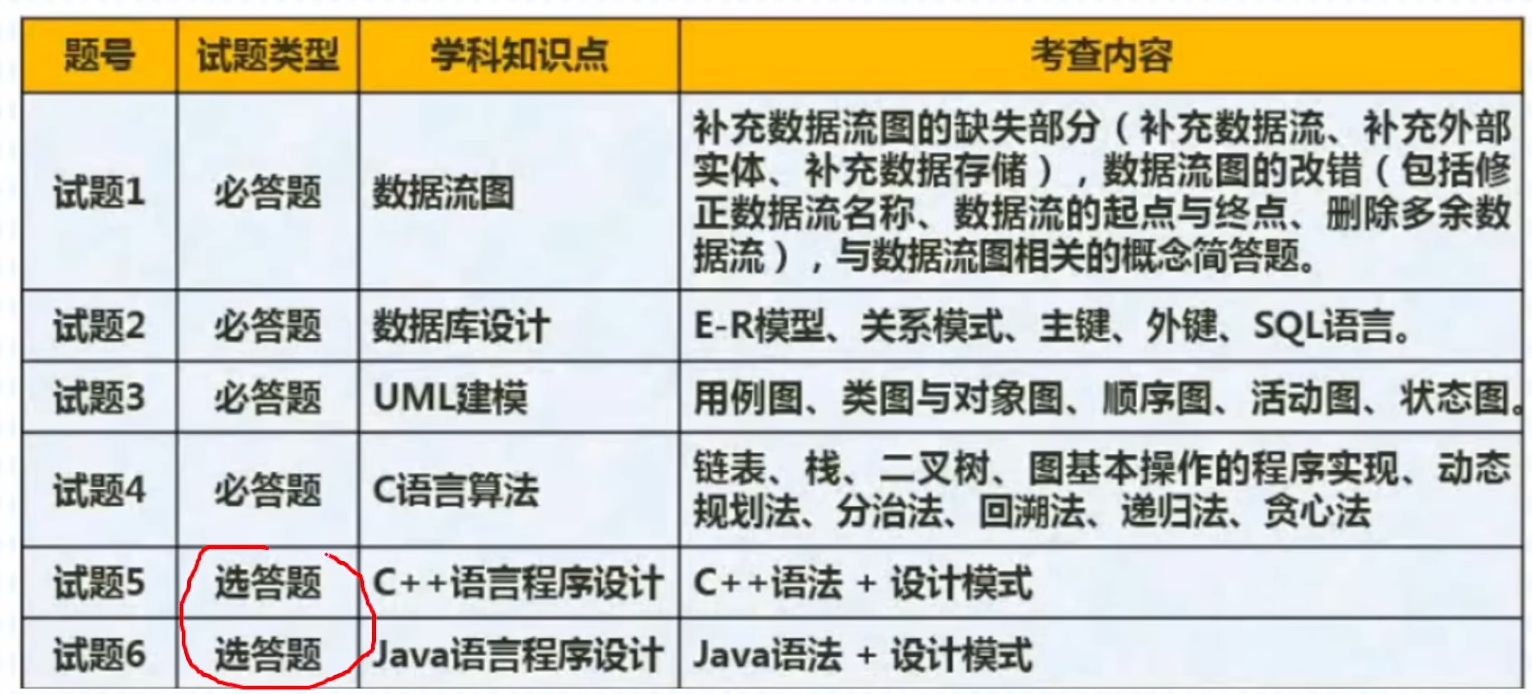 题号 试题类型 学科知识点 考查内容
试题1 必答题 数据流图 补充数据流图的缺失部分（补充数据流、补充外部
实体、补充数据存储），数据流图的改错（包括修
正数据流名称、数据流的起点与终点、删除多余数
据流），与数据流图相关的概念简答题。
试题2 必答题 数据库设计 E-R模型、关系模式、主键、外键、SQL语言。
试题3 必答题 UML建模 用例图、类图与对象图、顺序图、活动图、状态图。
试题4 必答题 C语言算法 链表、栈、二叉树、图基本操作的程序实现、动态
规划法、分治法、回溯法、递归法、贪心法
试题5 选答题 C++语言程序设计 C++语法 + 设计模式
试题6 选答题 Java语言程序设计 Java语法 + 设计模式